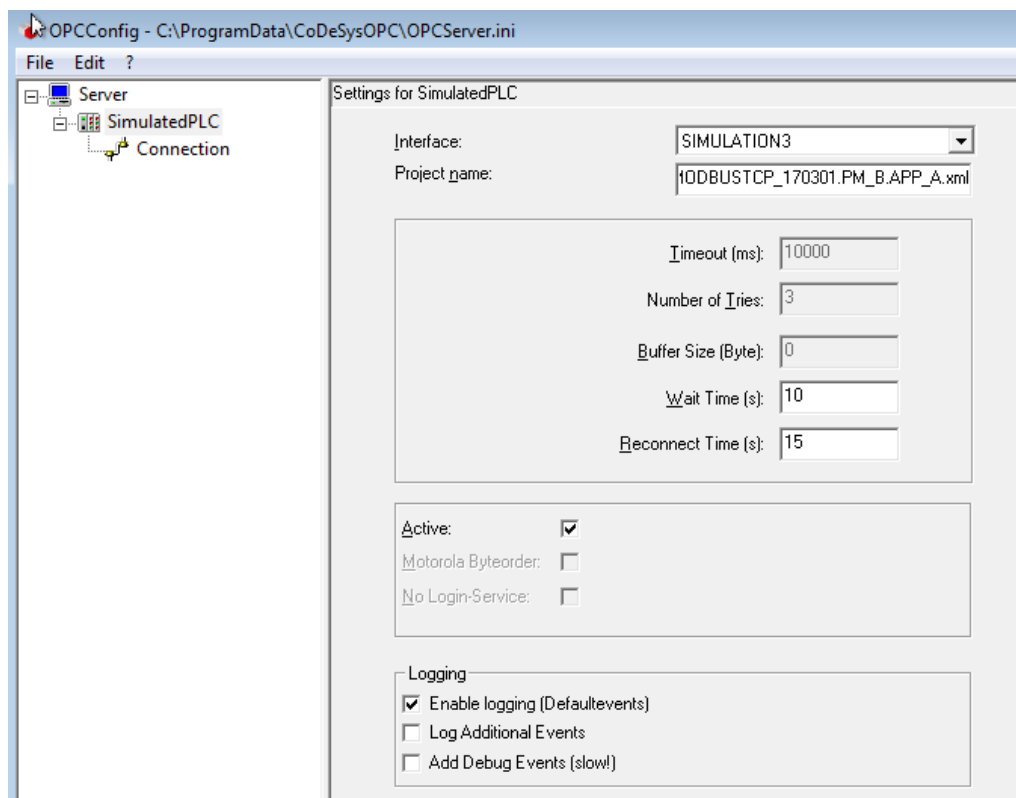 OPCConfig - C:\ProgramData\CoDeSysOPC\OPCServer.ini
File Edit ?
Server
SimulatedPLC
Connection
Settings for SimulatedPLC
Interface: SIMULATION3
Project name: ODBUSTCP_170301.PM_B.APP_A.xml
Timeout (ms): 10000
Number of Tries: 3
Buffer Size (Byte): 0
Wait Time (s): 10
Reconnect Time (s): 15
Active:
Motorola Byteorder:
No Login-Service:
Logging
Enable logging (Defaultevents)
Log Additional Events
Add Debug Events (slow!)